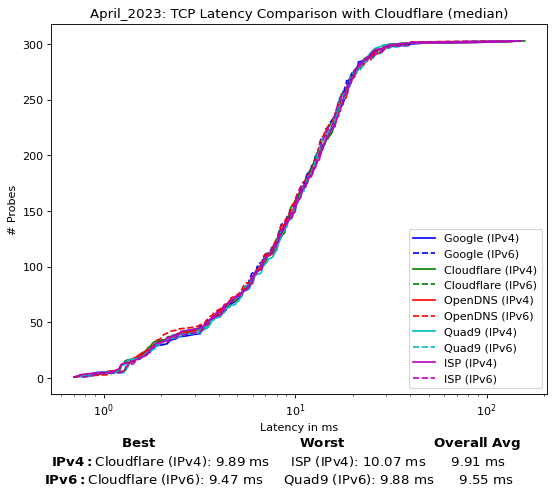 April_2023: TCP Latency Comparison with Cloudflare (median)
300
250
200
150
100
50
0
# Probes
10⁰ 10¹ 10²
Latency in ms
Google (IPv4)
Google (IPv6)
Cloudflare (IPv4)
Cloudflare (IPv6)
OpenDNS (IPv4)
OpenDNS (IPv6)
Quad9 (IPv4)
Quad9 (IPv6)
ISP (IPv4)
ISP (IPv6)
Best Worst Overall Avg
IPv4: Cloudflare (IPv4): 9.89 ms ISP (IPv4): 10.07 ms 9.91 ms
IPv6: Cloudflare (IPv6): 9.47 ms Quad9 (IPv6): 9.88 ms 9.55 ms